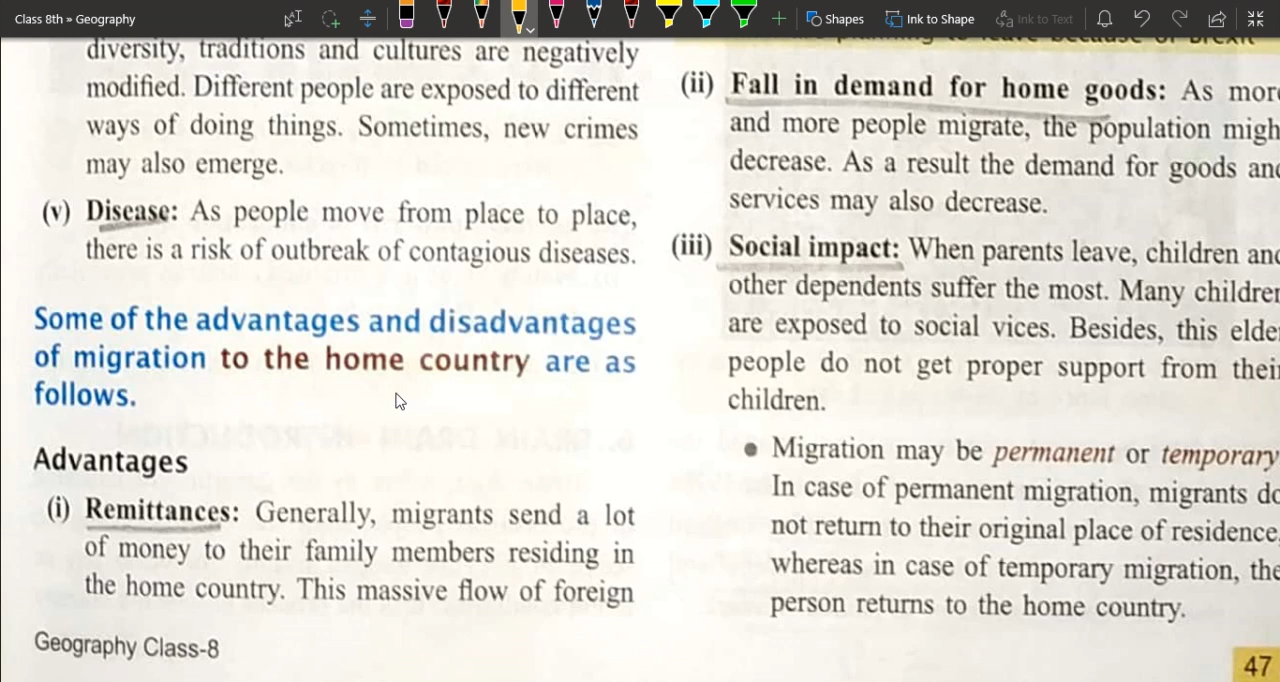 Class 8th » Geography
Shapes
Ink to Shape
Ink to Text
diversity, traditions and cultures are negatively
modified. Different people are exposed to different
ways of doing things. Sometimes, new crimes
may also emerge.
(v) Disease: As people move from place to place,
there is a risk of outbreak of contagious diseases.
Some of the advantages and disadvantages
of migration to the home country are as
follows.
Advantages
(i) Remittances: Generally, migrants send a lot
of money to their family members residing in
the home country. This massive flow of foreign
Geography Class-8
(ii) Fall in demand for home goods: As more
and more people migrate, the population migh
decrease. As a result the demand for goods and
services may also decrease.
(iii) Social impact: When parents leave, children and
other dependents suffer the most. Many children
are exposed to social vices. Besides, this elde
people do not get proper support from their
children.
• Migration may be permanent or temporary
In case of permanent migration, migrants do
not return to their original place of residence,
whereas in case of temporary migration, the
person returns to the home country.
47